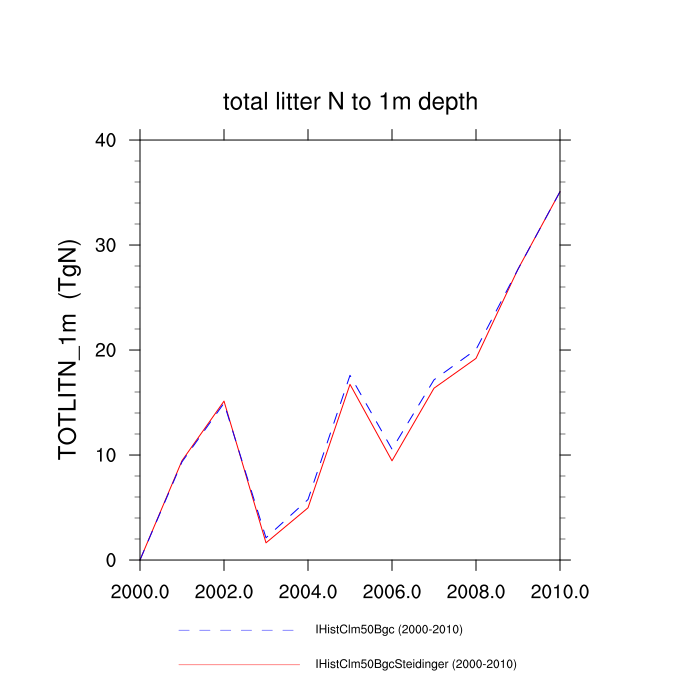 total litter N to 1m depth
TOTLITN_1m (TgN)
40
30
20
10
0
2000.0 2002.0 2004.0 2006.0 2008.0 2010.0
IHistClm50Bgc (2000-2010)
IHistClm50BgcSteidinger (2000-2010)